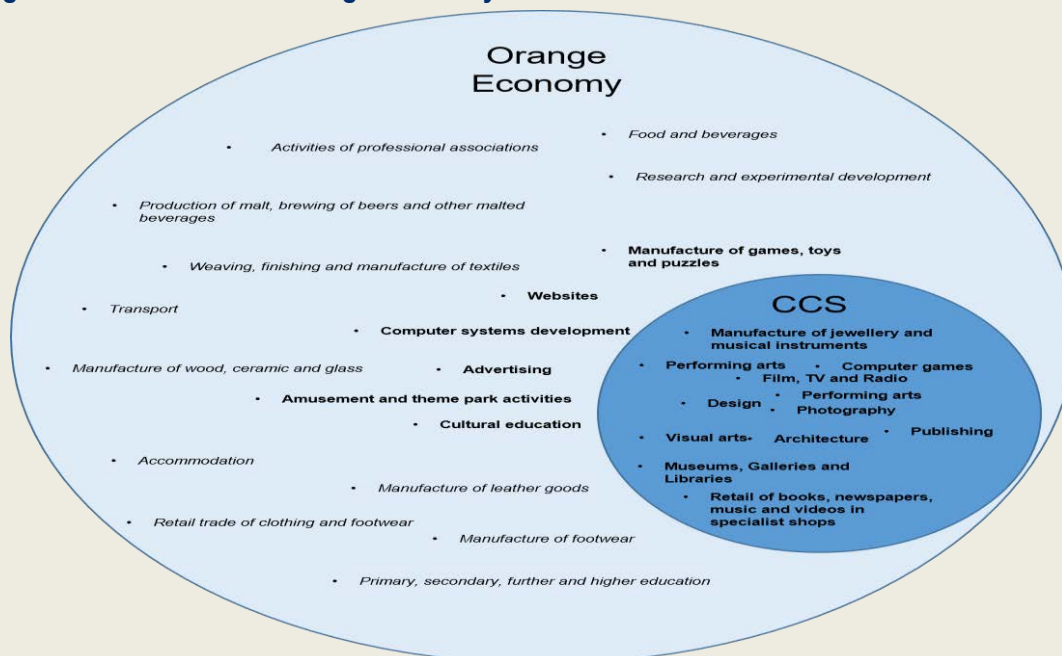 Orange
Economy
• Food and beverages
• Activities of professional associations
• Research and experimental development
• Production of malt, brewing of beers and other malted
beverages
• Manufacture of games, toys
and puzzles
• Weaving, finishing and manufacture of textiles
• Websites
• Transport
• Computer systems development
• Manufacture of wood, ceramic and glass
• Advertising
• Amusement and theme park activities
• Cultural education
• Accommodation
• Manufacture of leather goods
• Retail trade of clothing and footwear
• Manufacture of footwear
• Primary, secondary, further and higher education
CCS
• Manufacture of jewellery and
musical instruments
• Performing arts
• Computer games
• Film, TV and Radio
• Performing arts
• Design
• Photography
• Publishing
• Visual arts
• Architecture
• Museums, Galleries and
Libraries
• Retail of books, newspapers,
music and videos in
specialist shops